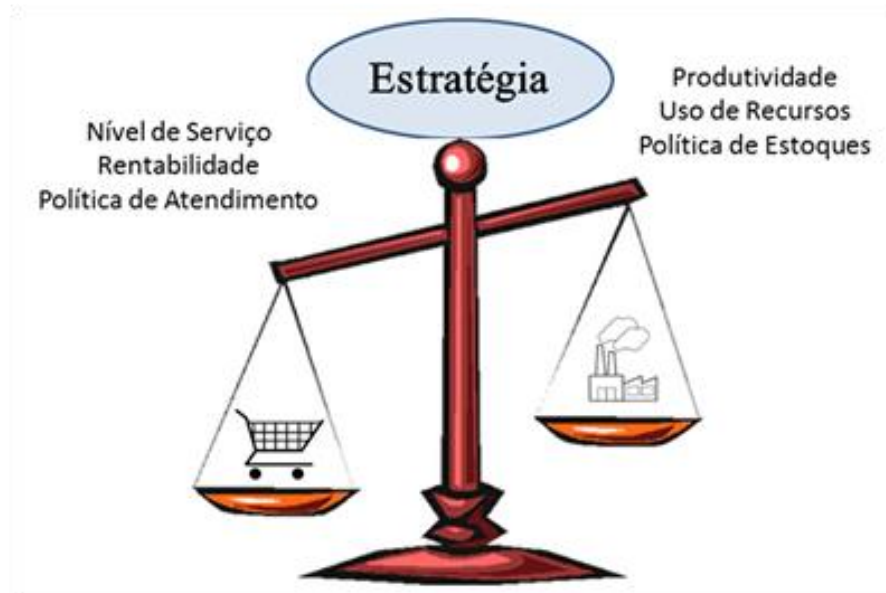 Estratégia
Nível de Serviço
Rentabilidade
Política de Atendimento
Produtividade
Uso de Recursos
Política de Estoques